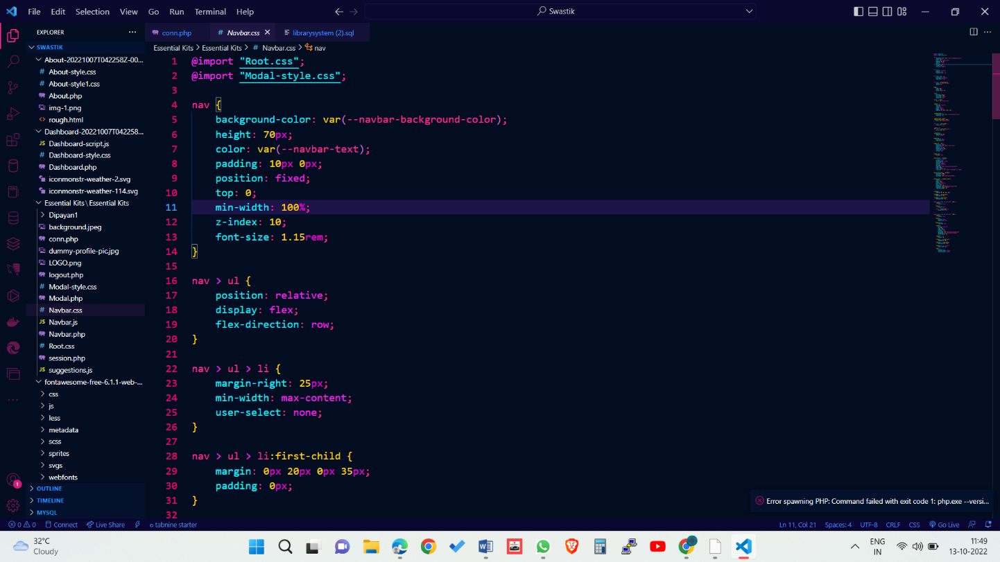 File Edit Selection View Go Run Terminal Help
Swastik
EXPLORER
SWASTIK
About-20221007T042258Z-00...
About-style.css
About-style1.css
About.php
img-1.png
rough.html
Dashboard-20221007T042258...
Dashboard-script.js
Dashboard-style.css
Dashboard.php
iconmonstr-weather-2.svg
iconmonstr-weather-114.svg
Essential Kits\Essential Kits
Dipayan1
background.jpeg
conn.php
dummy-profile-pic.jpg
LOGO.png
logout.php
Modal-style.css
Modal.php
Navbar.css
Navbar.js
Navbar.php
Root.css
session.php
suggestions.js
fontawesome-free-6.1.1-web-...
css
js
less
metadata
scss
sprites
svgs
webfonts
OUTLINE
TIMELINE
MYSQL
conn.php Navbar.css librarysystem (2).sql
Essential Kits > Essential Kits > # Navbar.css > nav
1 @import "Root.css";
2 @import "Modal-style.css";
3
4 nav {
5 background-color: var(--navbar-background-color);
6 height: 70px;
7 color: var(--navbar-text);
8 padding: 10px 0px;
9 position: fixed;
10 top: 0;
11 min-width: 100%;
12 z-index: 10;
13 font-size: 1.15rem;
14 }
15
16 nav > ul {
17 position: relative;
18 display: flex;
19 flex-direction: row;
20 }
21
22 nav > ul > li {
23 margin-right: 25px;
24 min-width: max-content;
25 user-select: none;
26 }
27
28 nav > ul > li:first-child {
29 margin: 0px 20px 0px 35px;
30 padding: 0px;
31 }
32
Error spawning PHP: Command failed with exit code 1: php.exe --versi...
1
0 0 Connect Live Share tabnine starter
Ln 11, Col 21 Spaces: 4 UTF-8 CRLF CSS Go Live
32°C
Cloudy
ENG
IN
11:49
13-10-2022